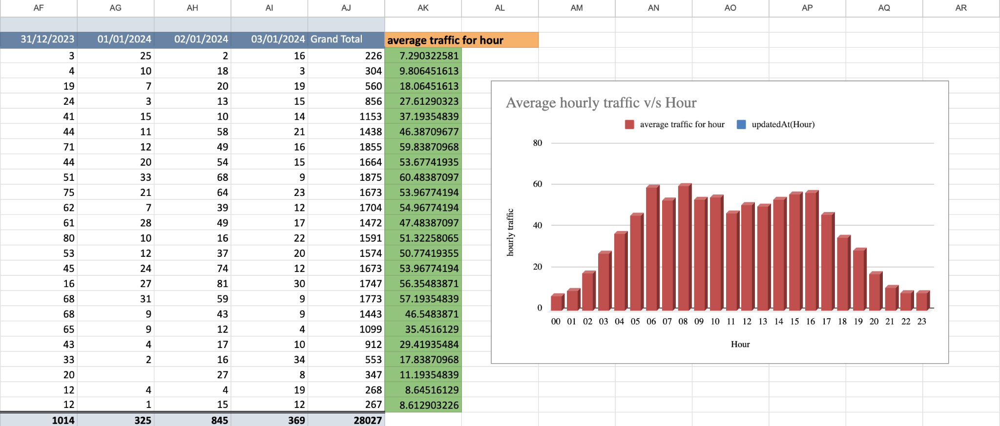 AF AG AH AI AJ AK AL AM AN AO AP AQ AR
31/12/2023 01/01/2024 02/01/2024 03/01/2024 Grand Total average traffic for hour
3 25 2 16 226 7.290322581
4 10 18 3 304 9.806451613
19 7 20 19 560 18.06451613
24 3 13 15 856 27.61290323
41 15 10 14 1153 37.19354839
44 11 58 21 1438 46.38709677
71 12 49 16 1855 59.83870968
44 20 54 15 1664 53.67741935
51 33 68 9 1875 60.48387097
75 21 64 23 1673 53.96774194
62 7 39 12 1704 54.96774194
61 28 49 17 1472 47.48387097
80 10 16 22 1591 51.32258065
53 12 37 20 1574 50.77419355
45 24 74 12 1673 53.96774194
16 27 81 30 1747 56.35483871
68 31 59 9 1773 57.19354839
68 9 43 9 1443 46.5483871
65 9 12 4 1099 35.4516129
43 4 17 10 912 29.41935484
33 2 16 34 553 17.83870968
20 27 8 347 11.19354839
12 4 4 19 268 8.64516129
12 1 15 12 267 8.612903226
1014 325 845 369 28027
Average hourly traffic v/s Hour
average traffic for hour updatedAt(Hour)
80
60
40
20
0
hourly traffic
00 01 02 03 04 05 06 07 08 09 10 11 12 13 14 15 16 17 18 19 20 21 22 23
Hour